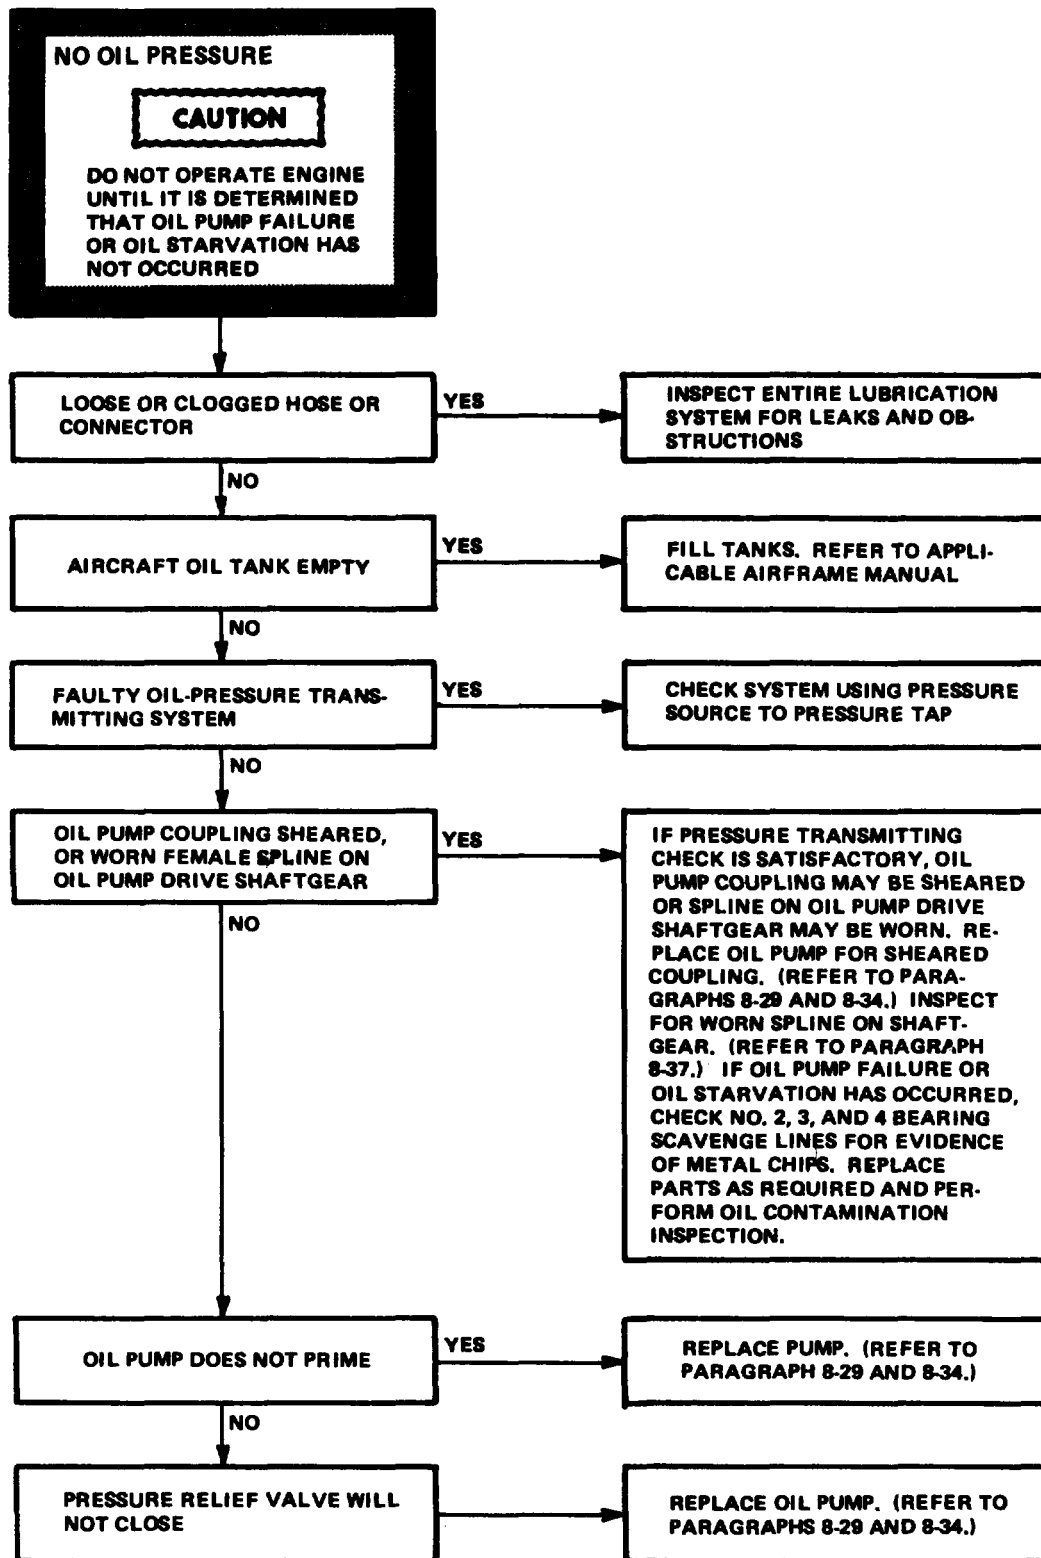 NO OIL PRESSURE
CAUTION
DO NOT OPERATE ENGINE
UNTIL IT IS DETERMINED
THAT OIL PUMP FAILURE
OR OIL STARVATION HAS
NOT OCCURRED
LOOSE OR CLOGGED HOSE OR
CONNECTOR
YES
INSPECT ENTIRE LUBRICATION
SYSTEM FOR LEAKS AND OB-
STRUCTIONS
NO
AIRCRAFT OIL TANK EMPTY
YES
FILL TANKS. REFER TO APPLI-
CABLE AIRFRAME MANUAL
NO
FAULTY OIL-PRESSURE TRANS-
MITTING SYSTEM
YES
CHECK SYSTEM USING PRESSURE
SOURCE TO PRESSURE TAP
NO
OIL PUMP COUPLING SHEARED,
OR WORN FEMALE SPLINE ON
OIL PUMP DRIVE SHAFTGEAR
YES
IF PRESSURE TRANSMITTING
CHECK IS SATISFACTORY, OIL
PUMP COUPLING MAY BE SHEARED
OR SPLINE ON OIL PUMP DRIVE
SHAFTGEAR MAY BE WORN. RE-
PLACE OIL PUMP FOR SHEARED
COUPLING. (REFER TO PARA-
GRAPHS 8-29 AND 8-34.) INSPECT
FOR WORN SPLINE ON SHAFT-
GEAR. (REFER TO PARAGRAPH
8-37.) IF OIL PUMP FAILURE OR
OIL STARVATION HAS OCCURRED,
CHECK NO. 2, 3, AND 4 BEARING
SCAVENGE LINES FOR EVIDENCE
OF METAL CHIPS. REPLACE
PARTS AS REQUIRED AND PER-
FORM OIL CONTAMINATION
INSPECTION.
NO
OIL PUMP DOES NOT PRIME
YES
REPLACE PUMP. (REFER TO
PARAGRAPH 8-29 AND 8-34.)
NO
PRESSURE RELIEF VALVE WILL
NOT CLOSE
REPLACE OIL PUMP. (REFER TO
PARAGRAPHS 8-29 AND 8-34.)